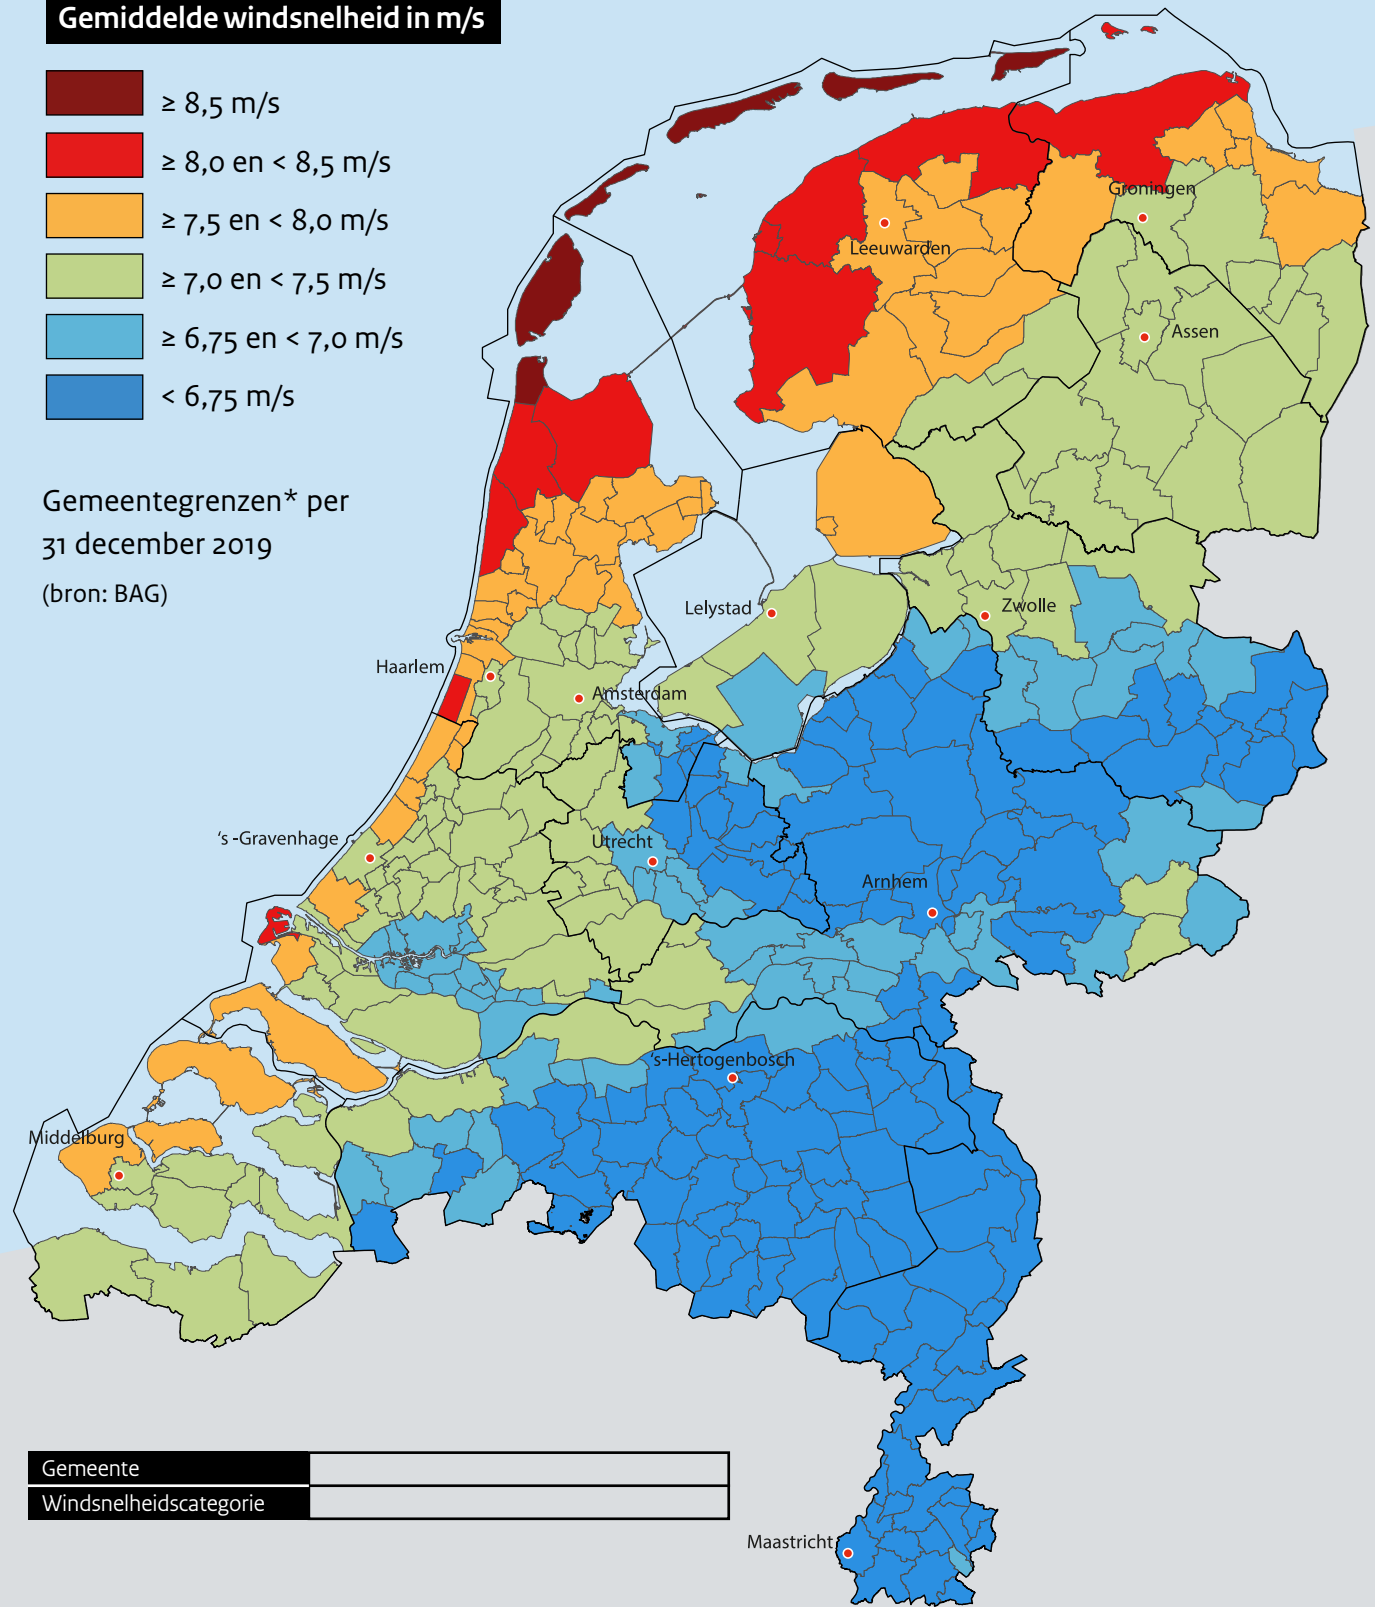 Gemiddelde windsnelheid in m/s
≥ 8,5 m/s
≥ 8,0 en < 8,5 m/s
≥ 7,5 en < 8,0 m/s
≥ 7,0 en < 7,5 m/s
≥ 6,75 en < 7,0 m/s
< 6,75 m/s
Gemeentegrenzen* per
31 december 2019
(bron: BAG)
Groningen
Leeuwarden
Assen
Lelystad
Zwolle
Haarlem
Amsterdam
‘s -Gravenhage
Utrecht
Arnhem
‘s-Hertogenbosch
Middelburg
Maastricht
Gemeente
Windsnelheidscategorie